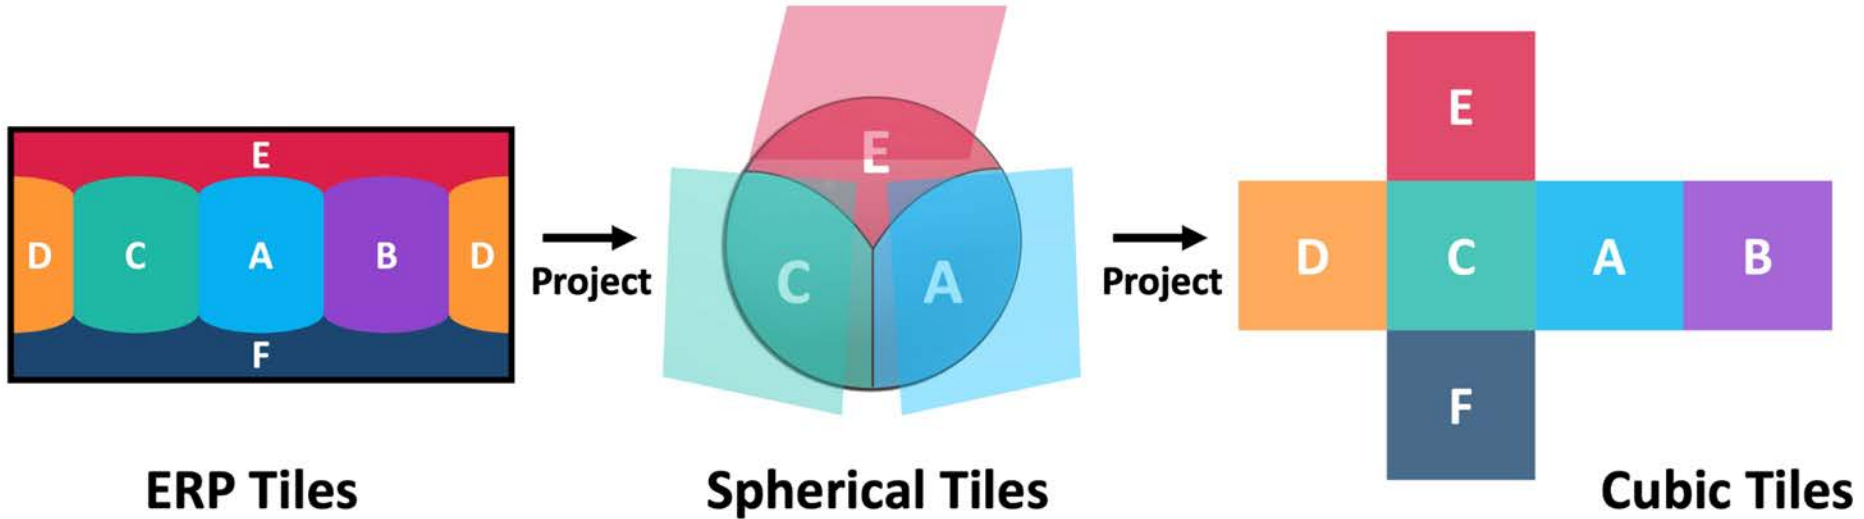 E
D C A B D
F
ERP Tiles
Project
E
C A
Spherical Tiles
Project
E
D C A B
F
Cubic Tiles